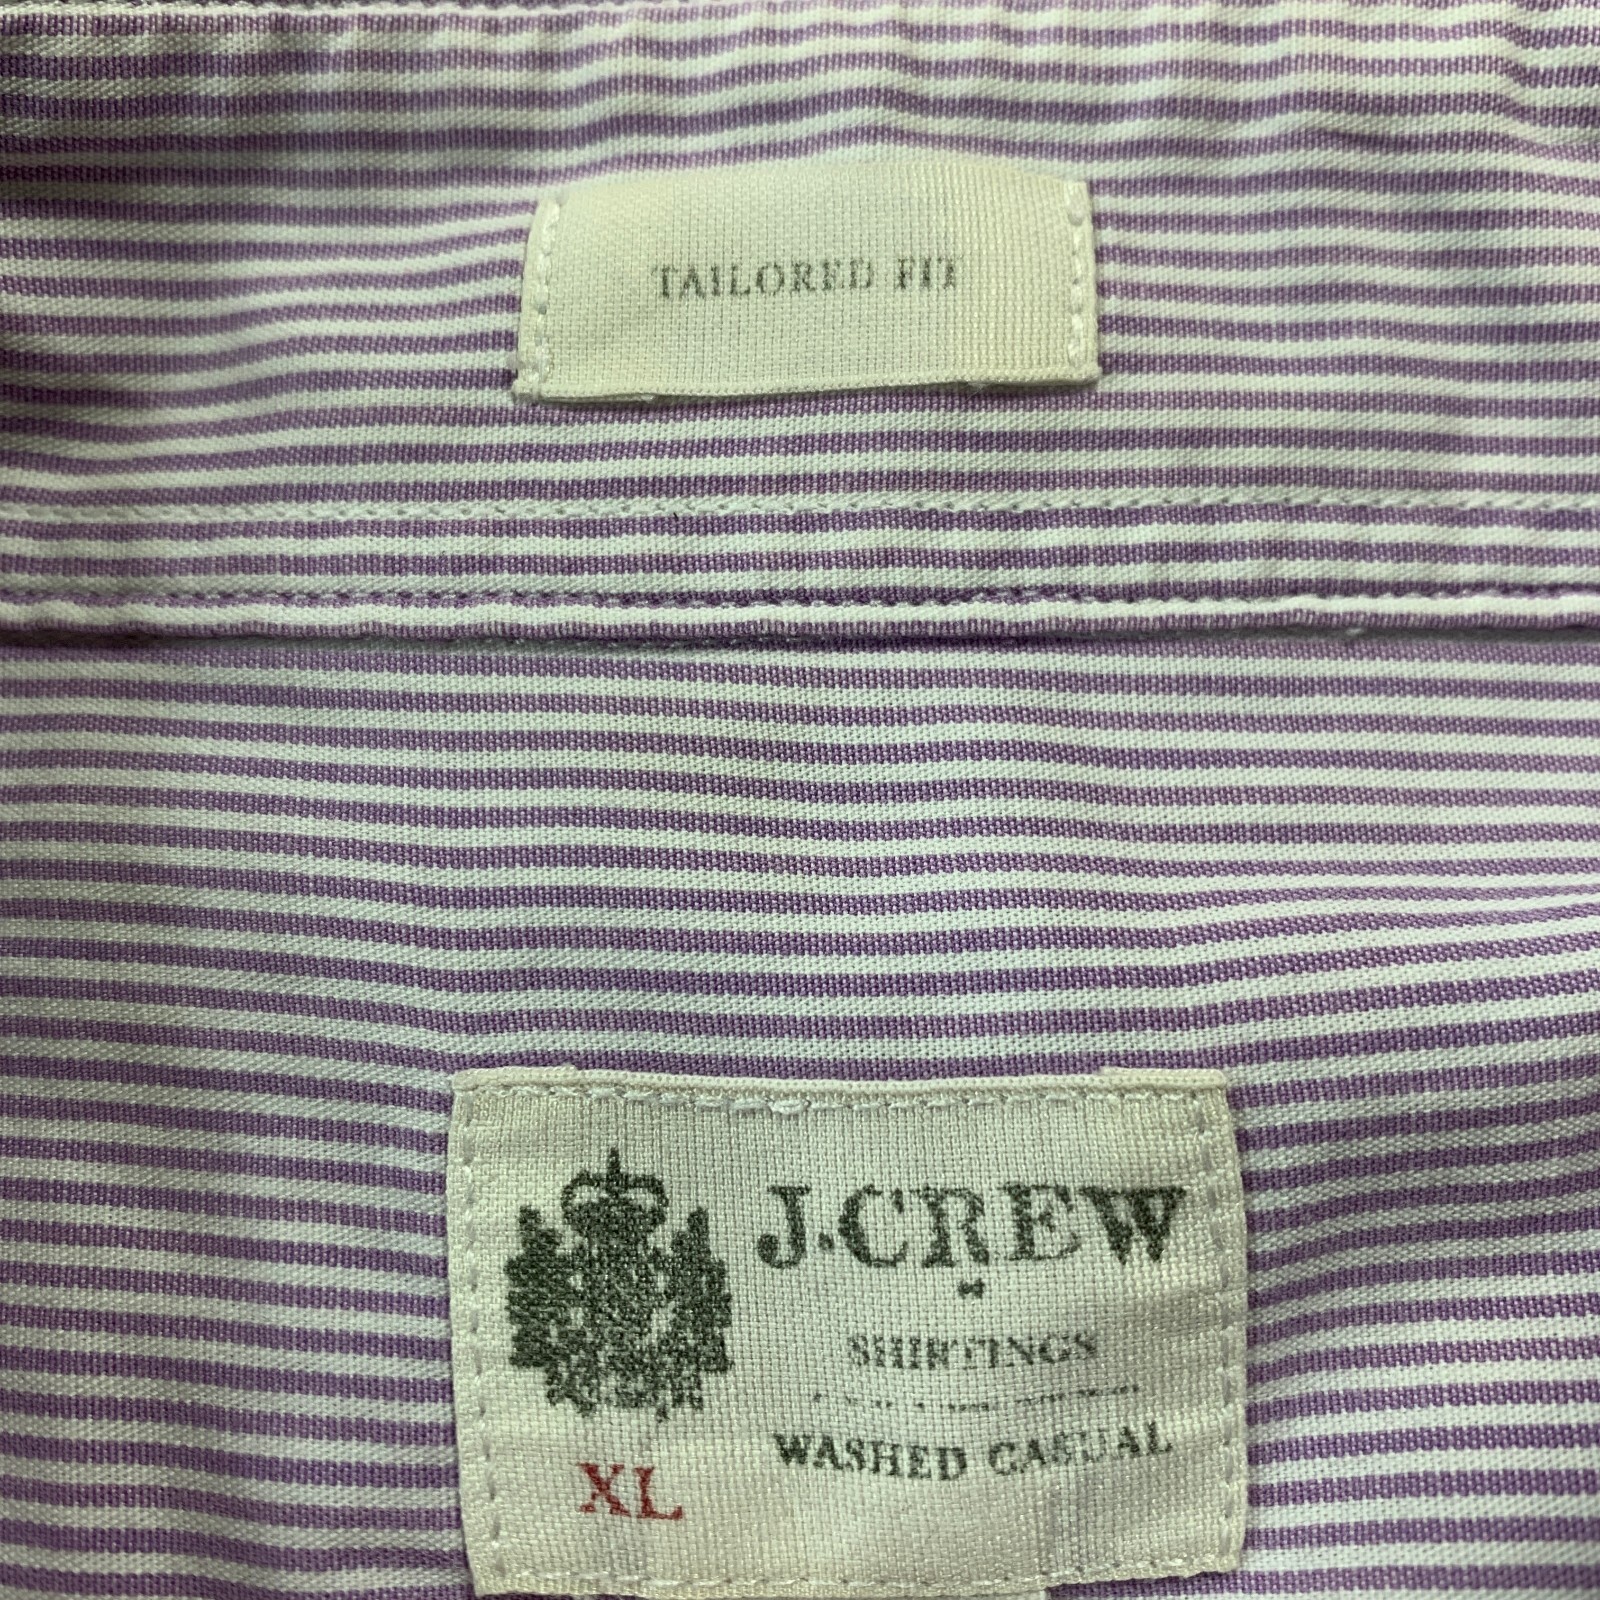 TAILORED FIT
J.CREW
SHIRTINGS
WASHED CASUAL
XL